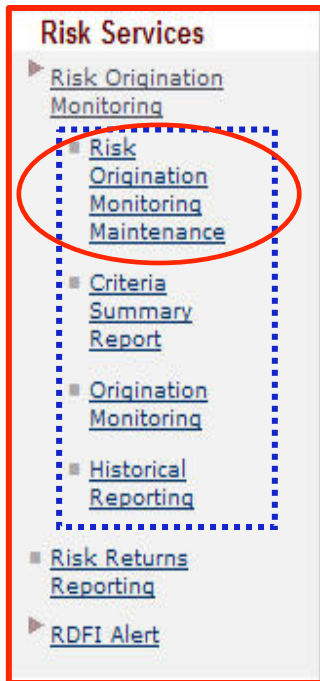 Risk Services
Risk Origination
Monitoring
Risk
Origination
Monitoring
Maintenance
Criteria
Summary
Report
Origination
Monitoring
Historical
Reporting
Risk Returns
Reporting
RDFI Alert